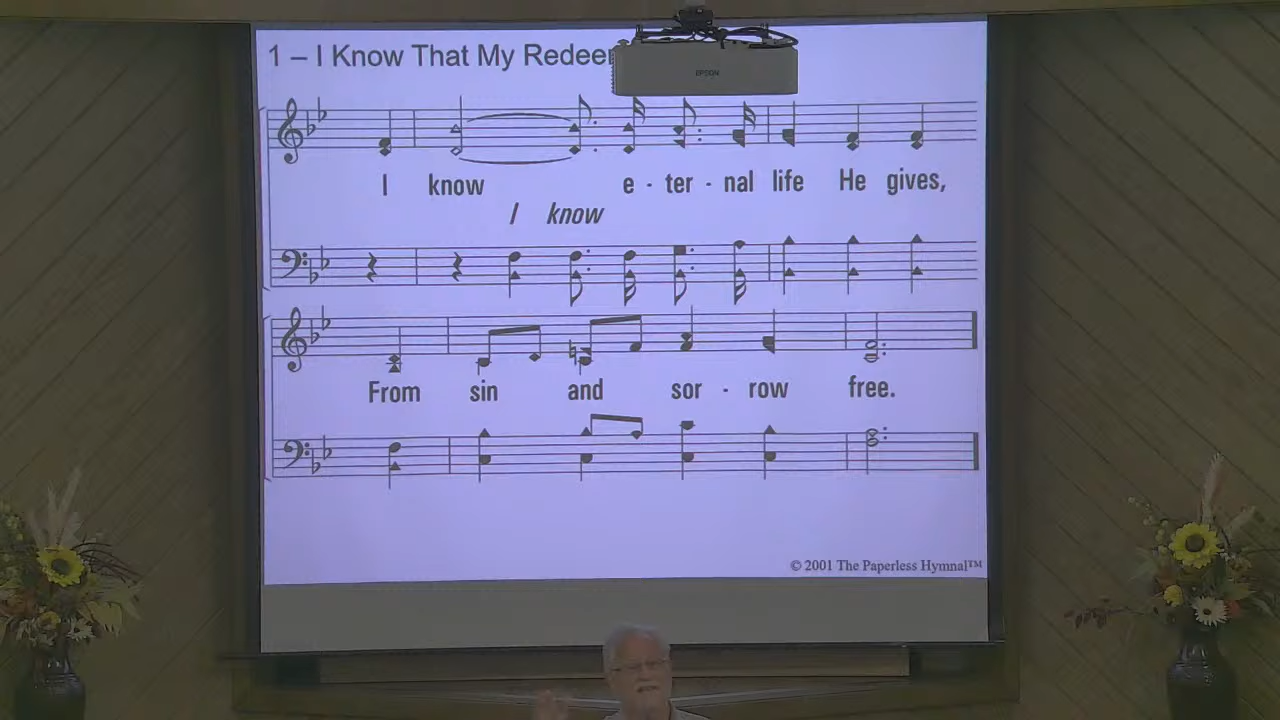 1 – I Know That My Redeem
EPSON
I know e - ter - nal life He gives,
I know
From sin and sor - row free.
© 2001 The Paperless Hymnal™